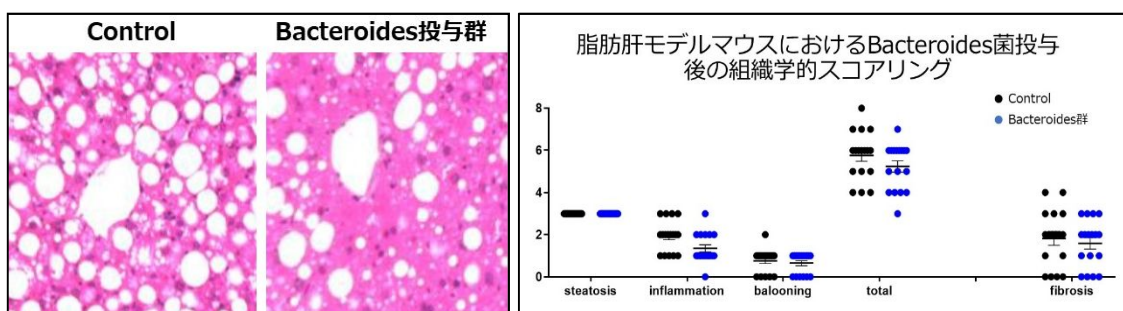 Control
Bacteroides投与群
脂肪肝モデルマウスにおけるBacteroides菌投与
後の組織学的スコアリング
Control
Bacteroides群
8
6
4
2
0
steatosis
inflammation
balooning
total
fibrosis